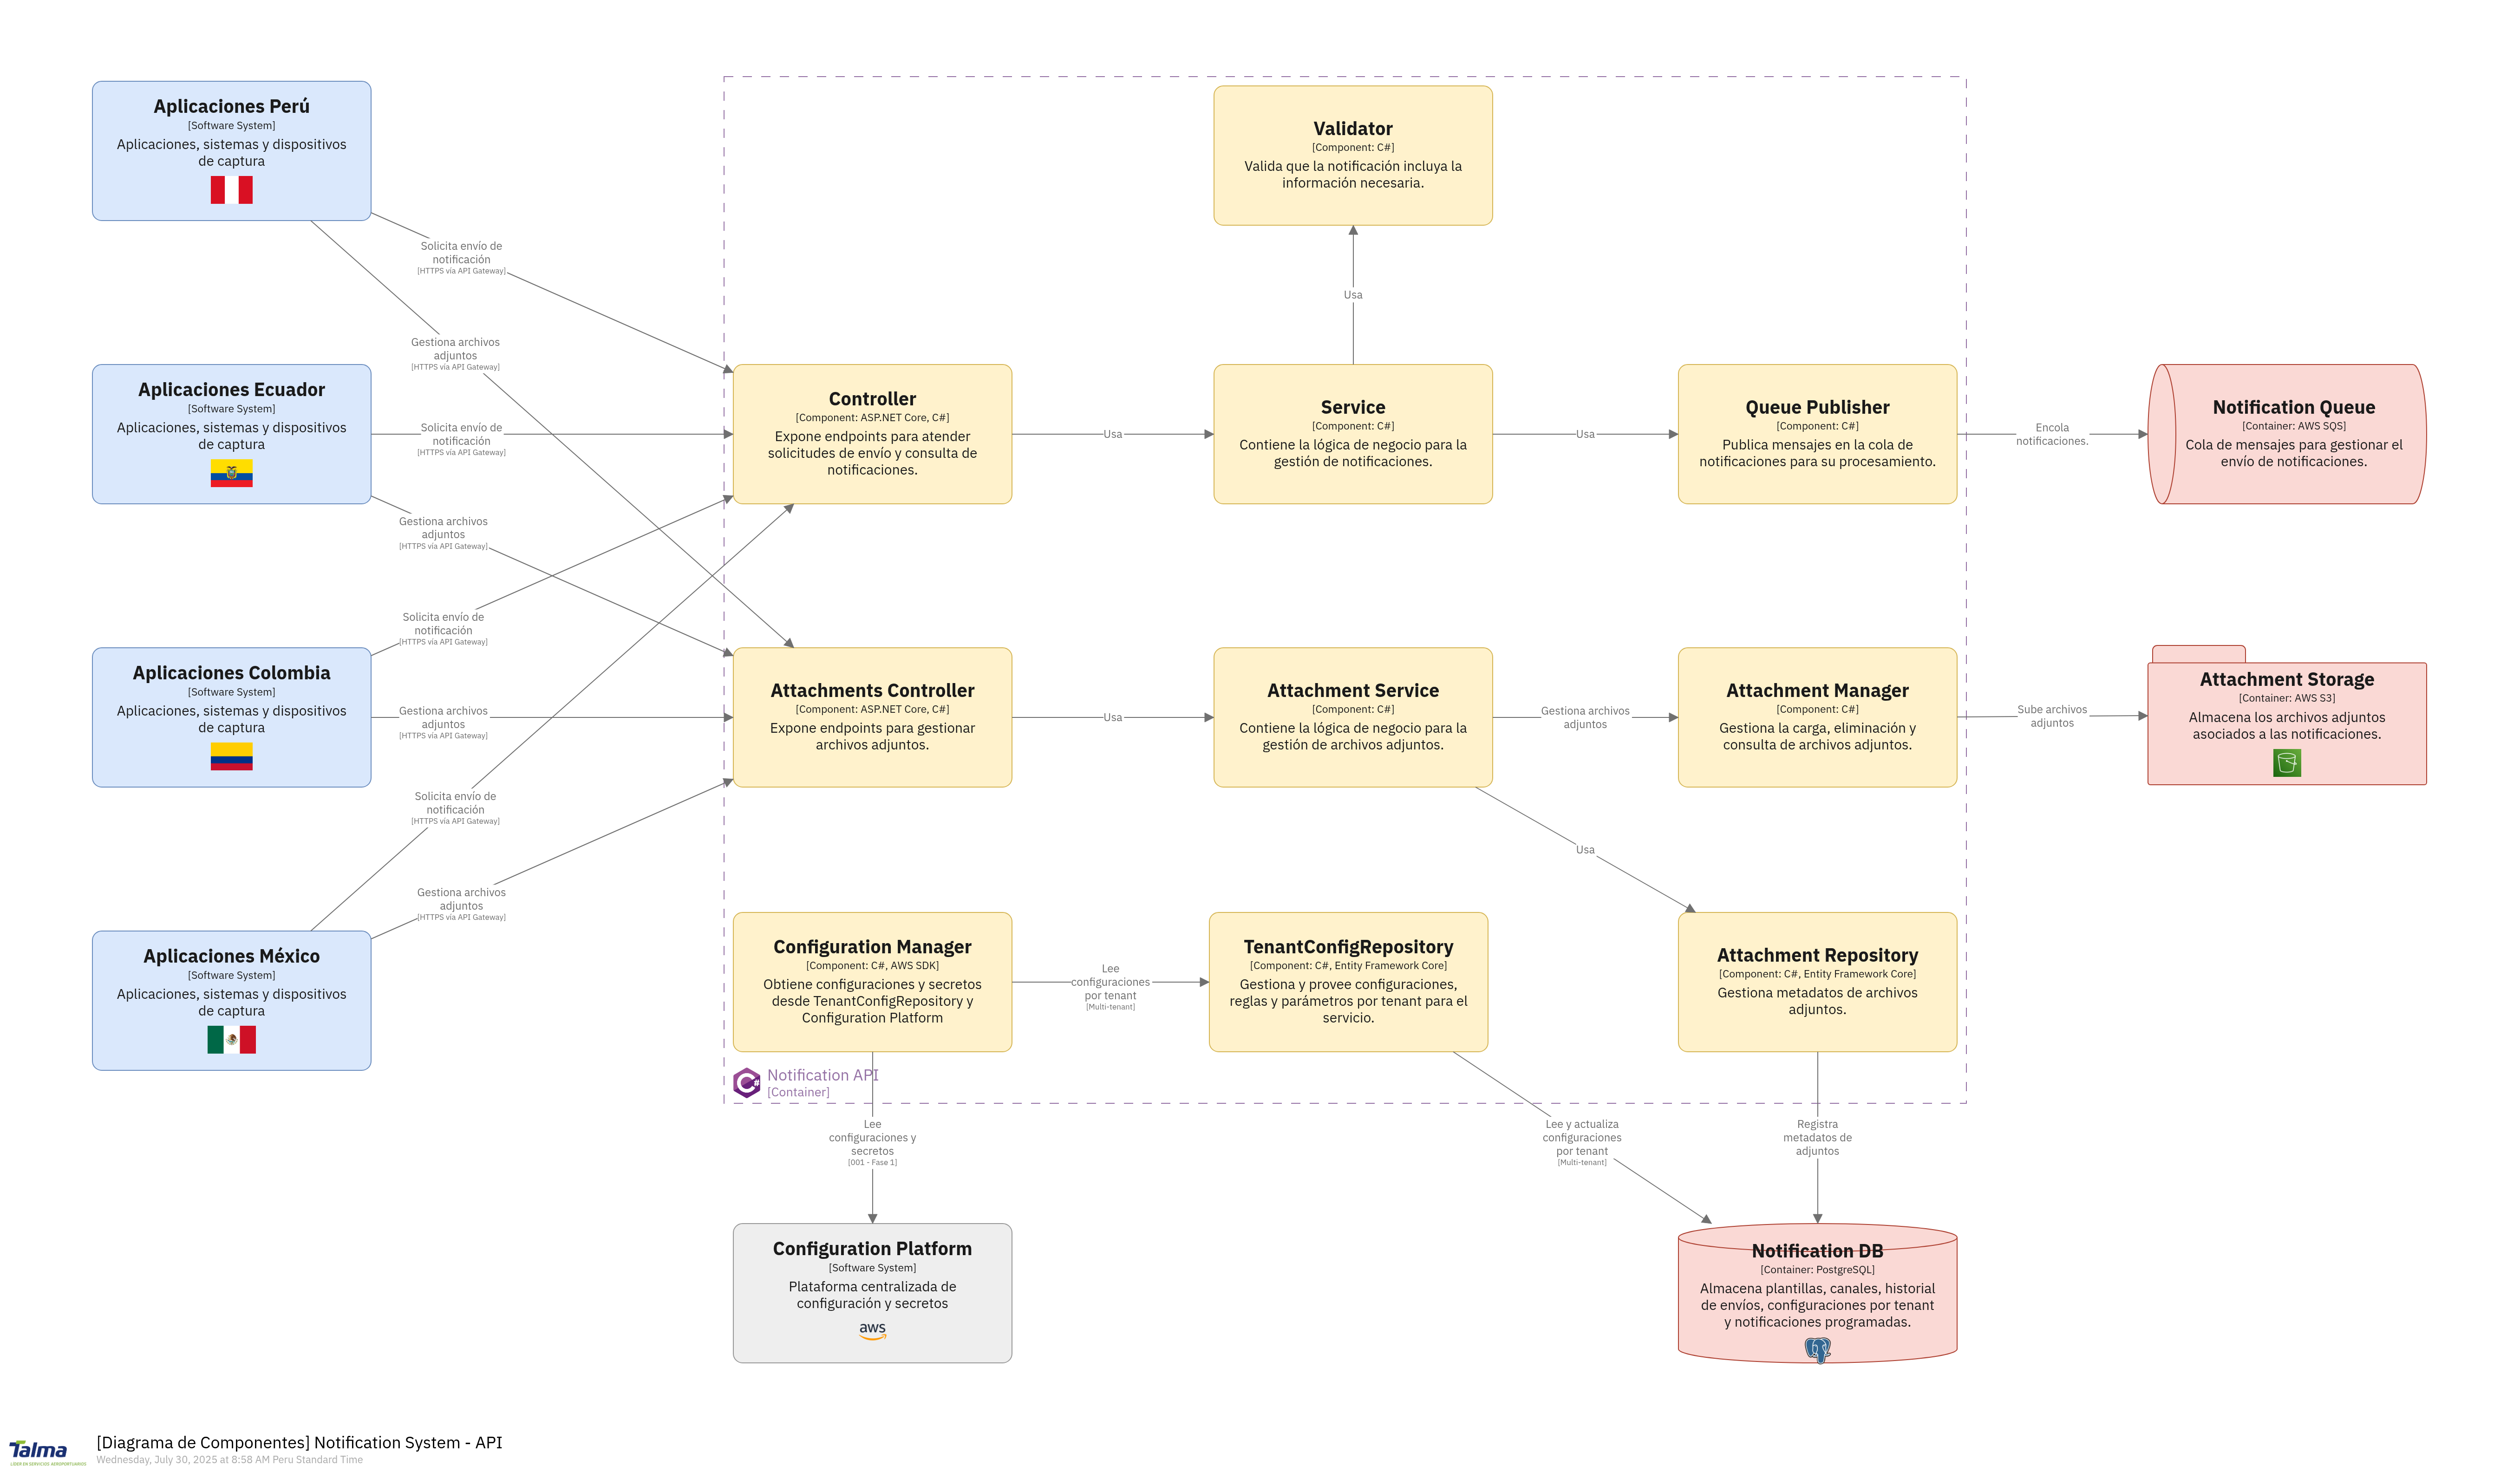 Aplicaciones Perú
[Software System]
Aplicaciones, sistemas y dispositivos
de captura
Validator
[Component: C#]
Valida que la notificación incluya la
información necesaria.
Solicita envío de
notificación
[HTTPS vía API Gateway]
Gestiona archivos
adjuntos
[HTTPS vía API Gateway]
Usa
Aplicaciones Ecuador
[Software System]
Aplicaciones, sistemas y dispositivos
de captura
Solicita envío de
notificación
[HTTPS vía API Gateway]
Controller
[Component: ASP.NET Core, C#]
Expone endpoints para atender
solicitudes de envío y consulta de
notificaciones.
Usa
Service
[Component: C#]
Contiene la lógica de negocio para la
gestión de notificaciones.
Usa
Queue Publisher
[Component: C#]
Publica mensajes en la cola de
notificaciones para su procesamiento.
Encola
notificaciones.
Notification Queue
[Container: AWS SQS]
Cola de mensajes para gestionar el
envío de notificaciones.
Gestiona archivos
adjuntos
[HTTPS vía API Gateway]
Solicita envío de
notificación
[HTTPS vía API Gateway]
Aplicaciones Colombia
[Software System]
Aplicaciones, sistemas y dispositivos
de captura
Gestiona archivos
adjuntos
[HTTPS vía API Gateway]
Attachments Controller
[Component: ASP.NET Core, C#]
Expone endpoints para gestionar
archivos adjuntos.
Usa
Attachment Service
[Component: C#]
Contiene la lógica de negocio para la
gestión de archivos adjuntos.
Gestiona archivos
adjuntos
Attachment Manager
[Component: C#]
Gestiona la carga, eliminación y
consulta de archivos adjuntos.
Sube archivos
adjuntos
Attachment Storage
[Container: AWS S3]
Almacena los archivos adjuntos
asociados a las notificaciones.
Solicita envío de
notificación
[HTTPS vía API Gateway]
Gestiona archivos
adjuntos
[HTTPS vía API Gateway]
Usa
Aplicaciones México
[Software System]
Aplicaciones, sistemas y dispositivos
de captura
Configuration Manager
[Component: C#, AWS SDK]
Obtiene configuraciones y secretos
desde TenantConfigRepository y
Configuration Platform
Lee
configuraciones
por tenant
[Multi-tenant]
TenantConfigRepository
[Component: C#, Entity Framework Core]
Gestiona y provee configuraciones,
reglas y parámetros por tenant para el
servicio.
Attachment Repository
[Component: C#, Entity Framework Core]
Gestiona metadatos de archivos
adjuntos.
C#
Notification API
[Container]
Lee
configuraciones y
secretos
[001 - Fase 1]
Lee y actualiza
configuraciones
por tenant
[Multi-tenant]
Registra
metadatos de
adjuntos
Configuration Platform
[Software System]
Plataforma centralizada de
configuración y secretos
aws
Notification DB
[Container: PostgreSQL]
Almacena plantillas, canales, historial
de envíos, configuraciones por tenant
y notificaciones programadas.
Talma
LÍDER EN SERVICIOS AEROPORTUARIOS
[Diagrama de Componentes] Notification System - API
Wednesday, July 30, 2025 at 8:58 AM Peru Standard Time